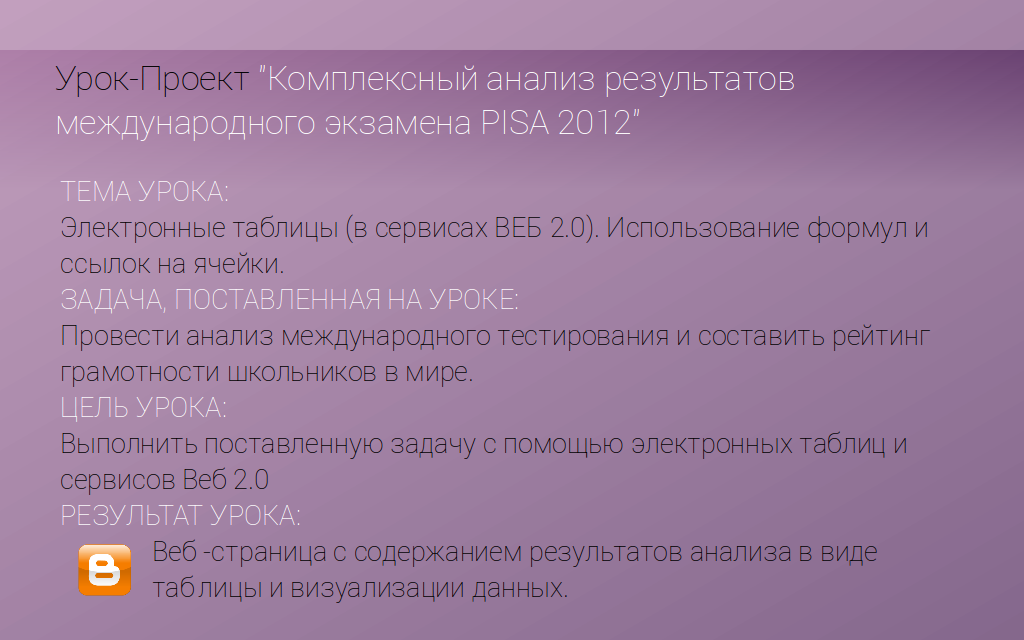 Урок-Проект "Комплексный анализ результатов
международного экзамена PISA 2012"
ТЕМА УРОКА:
Электронные таблицы (в сервисах ВЕБ 2.0). Использование формул и
ссылок на ячейки.
ЗАДАЧА, ПОСТАВЛЕННАЯ НА УРОКЕ:
Провести анализ международного тестирования и составить рейтинг
грамотности школьников в мире.
ЦЕЛЬ УРОКА:
Выполнить поставленную задачу с помощью электронных таблиц и
сервисов Веб 2.0
РЕЗУЛЬТАТ УРОКА:
Веб -страница с содержанием результатов анализа в виде
таблицы и визуализации данных.